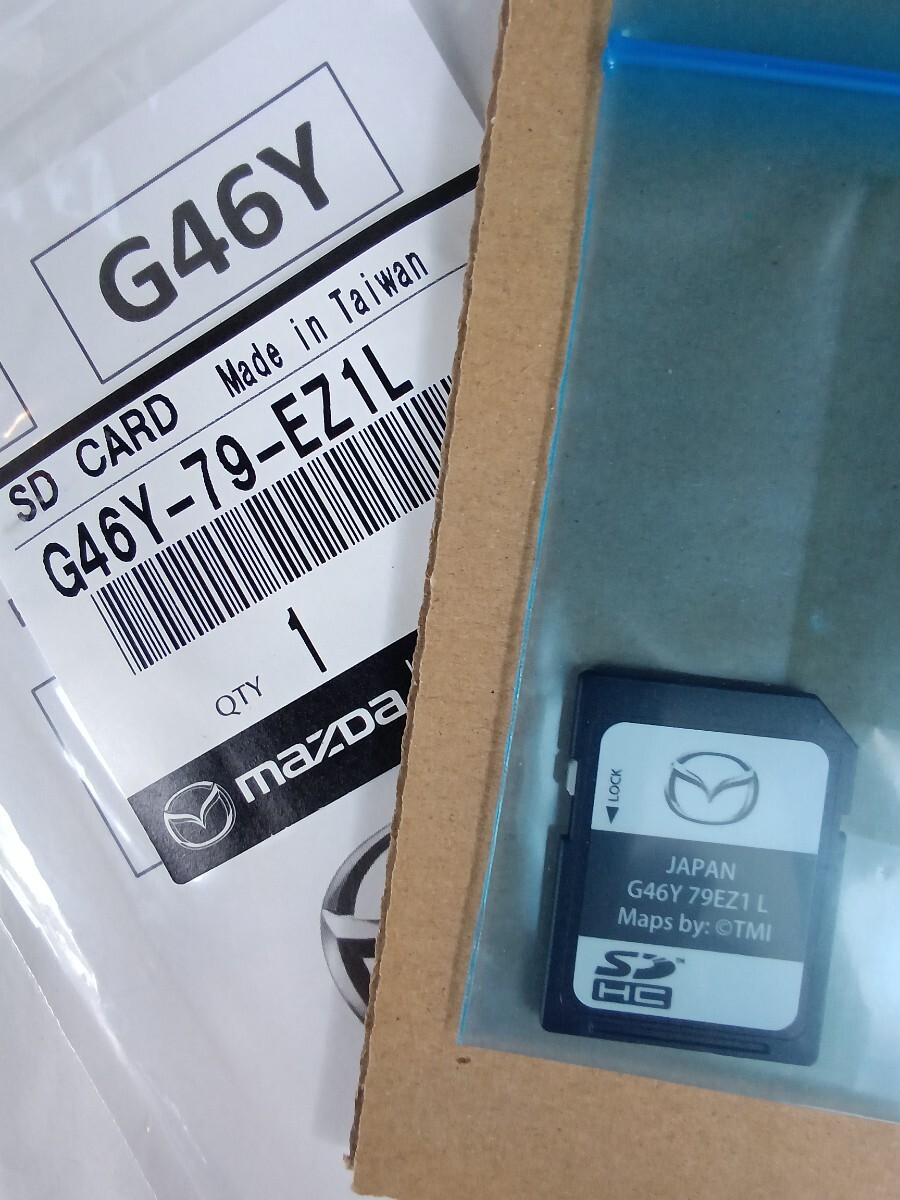 G46Y
SD CARD Made in Taiwan
G46Y-79-EZ1L
QTY 1
mazda
LOCK
JAPAN
G46Y 79EZ1 L
Maps by: ©TMI
SD™
HC